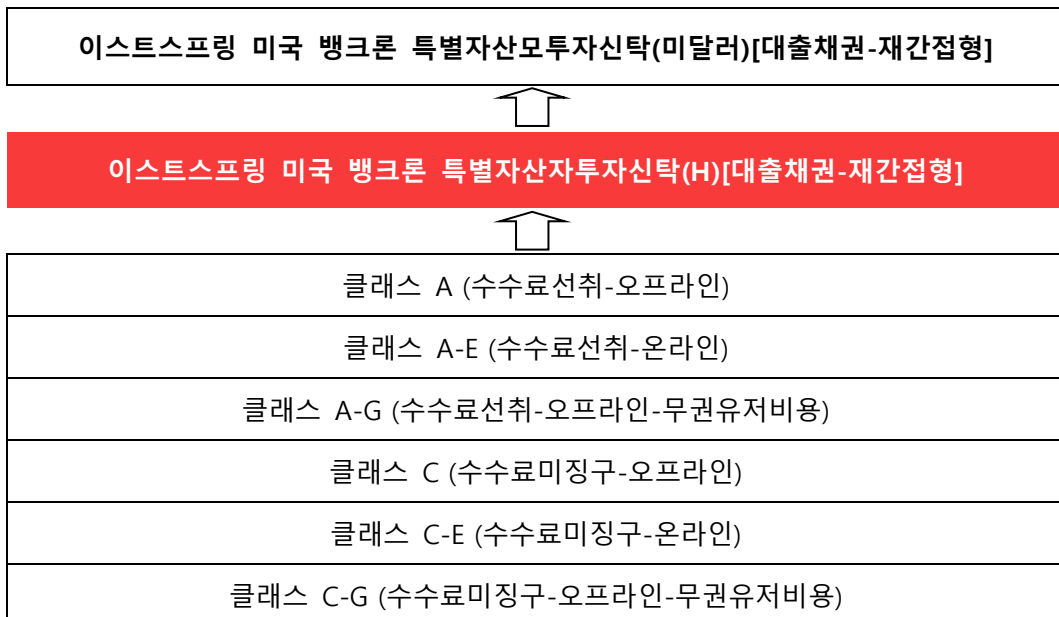 이스트스프링 미국 뱅크론 특별자산모투자신탁(미달러)[대출채권-재간접형]
이스트스프링 미국 뱅크론 특별자산자투자신탁(H)[대출채권-재간접형]
클래스 A (수수료선취-오프라인)
클래스 A-E (수수료선취-온라인)
클래스 A-G (수수료선취-오프라인-무권유저비용)
클래스 C (수수료미징구-오프라인)
클래스 C-E (수수료미징구-온라인)
클래스 C-G (수수료미징구-오프라인-무권유저비용)